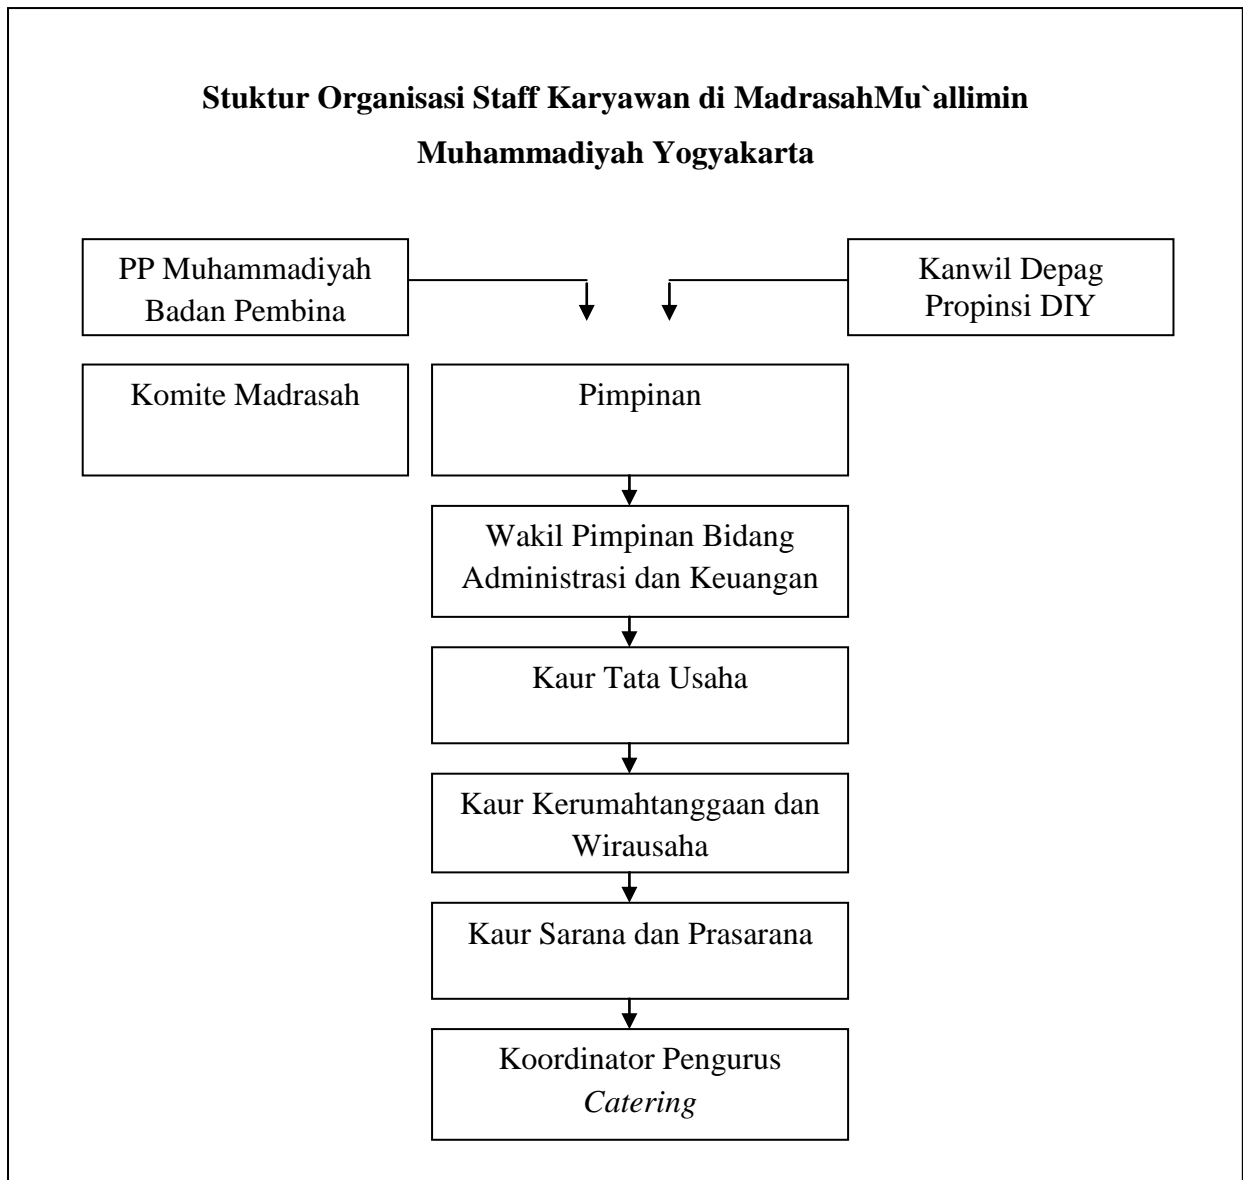 Stuktur Organisasi Staff Karyawan di MadrasahMu`allimin
Muhammadiyah Yogyakarta
PP Muhammadiyah
Badan Pembina
Kanwil Depag
Propinsi DIY
Komite Madrasah
Pimpinan
Wakil Pimpinan Bidang
Administrasi dan Keuangan
Kaur Tata Usaha
Kaur Kerumahtanggaan dan
Wirausaha
Kaur Sarana dan Prasarana
Koordinator Pengurus
Catering